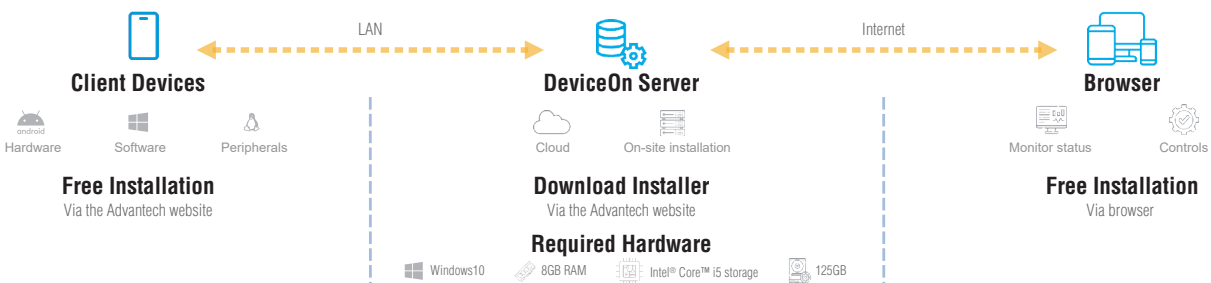 LAN
Internet
Client Devices
DeviceOn Server
Browser
android
Hardware
Software
Peripherals
Cloud
On-site installation
Monitor status
Controls
Free Installation
Via the Advantech website
Download Installer
Via the Advantech website
Free Installation
Via browser
Required Hardware
Windows10
8GB RAM
Intel® Core™ i5 storage
125GB